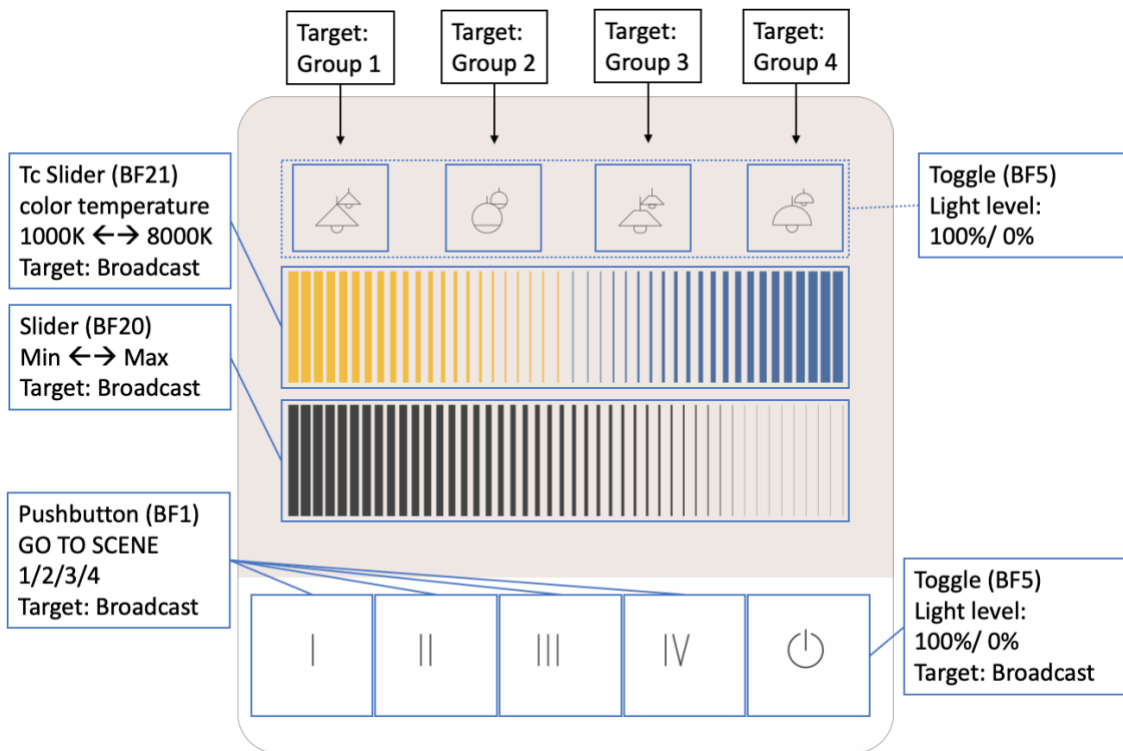 Target:
Group 1
Target:
Group 2
Target:
Group 3
Target:
Group 4
Tc Slider (BF21)
color temperature
1000K ←→ 8000K
Target: Broadcast
Toggle (BF5)
Light level:
100%/ 0%
Slider (BF20)
Min ←→ Max
Target: Broadcast
Pushbutton (BF1)
GO TO SCENE
1/2/3/4
Target: Broadcast
Toggle (BF5)
Light level:
100%/ 0%
Target: Broadcast
I II III IV